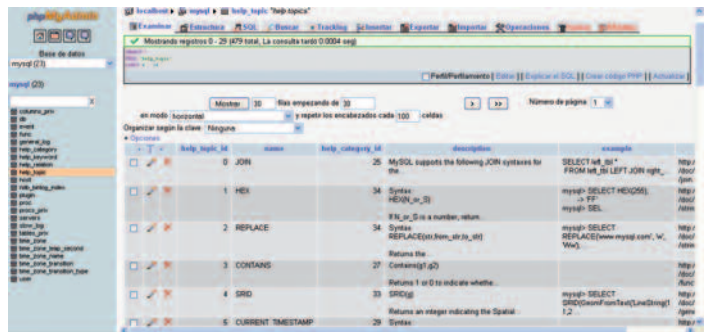 phpMyAdmin
Base de datos
mysql (23)
mysql (23)
columns_priv
db
event
func
general_log
help_category
help_keyword
help_relation
help_topic
host
ndb_binlog_index
plugin
proc
procs_priv
servers
slow_log
tables_priv
time_zone
time_zone_leap_second
time_zone_name
time_zone_transition
time_zone_transition_type
user
localhost ▸ mysql ▸ help_topic "help topics"
Examinar Estructura SQL Buscar Tracking Insertar Exportar Importar Operaciones
Mostrando registros 0 - 29 (479 total, La consulta tardó 0.0004 seg)
Perfil/Perfilamiento [ Editar ] [ Explicar el SQL ] [ Crear código PHP ] [ Actualizar ]
Mostrar 30 filas empezando de 30 > >> Número de página 1
en modo horizontal y repetir los encabezados cada 100 celdas
Organizar según la clave Ninguna
+ Opciones
← T → help_topic_id name help_category_id description example
0 JOIN 25 MySQL supports the following JOIN syntaxes for the... SELECT left_tbl.* FROM left_tbl LEFT JOIN right_...
1 HEX 34 Syntax: HEX(N_or_S) If N_or_S is a number, return... mysql> SELECT HEX(255); -> 'FF' mysql> SEL...
2 REPLACE 34 Syntax: REPLACE(str,from_str,to_str) Returns the... mysql> SELECT REPLACE('www.mysql.com', 'w', 'Ww');...
3 CONTAINS 27 Contains(g1,g2) Returns 1 or 0 to indicate whethe...
4 SRID 33 SRID(g) Returns an integer indicating the Spatial... mysql> SELECT SRID(GeomFromText('LineString(1 1,2...
5 CURRENT_TIMESTAMP 29 Syntax: